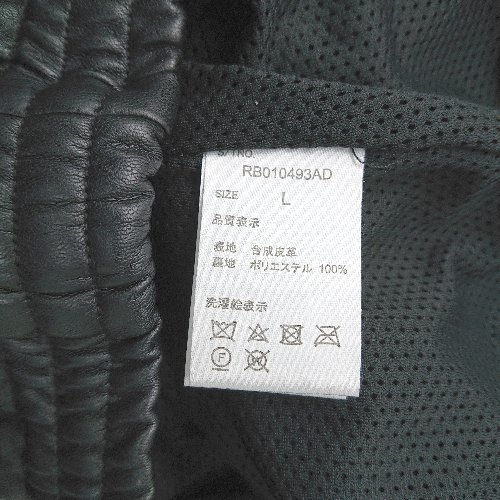 S/T NO.
RB010493AD
SIZE L
品質表示
表地 合成皮革
裏地 ポリエステル 100%
洗濯絵表示
F
W